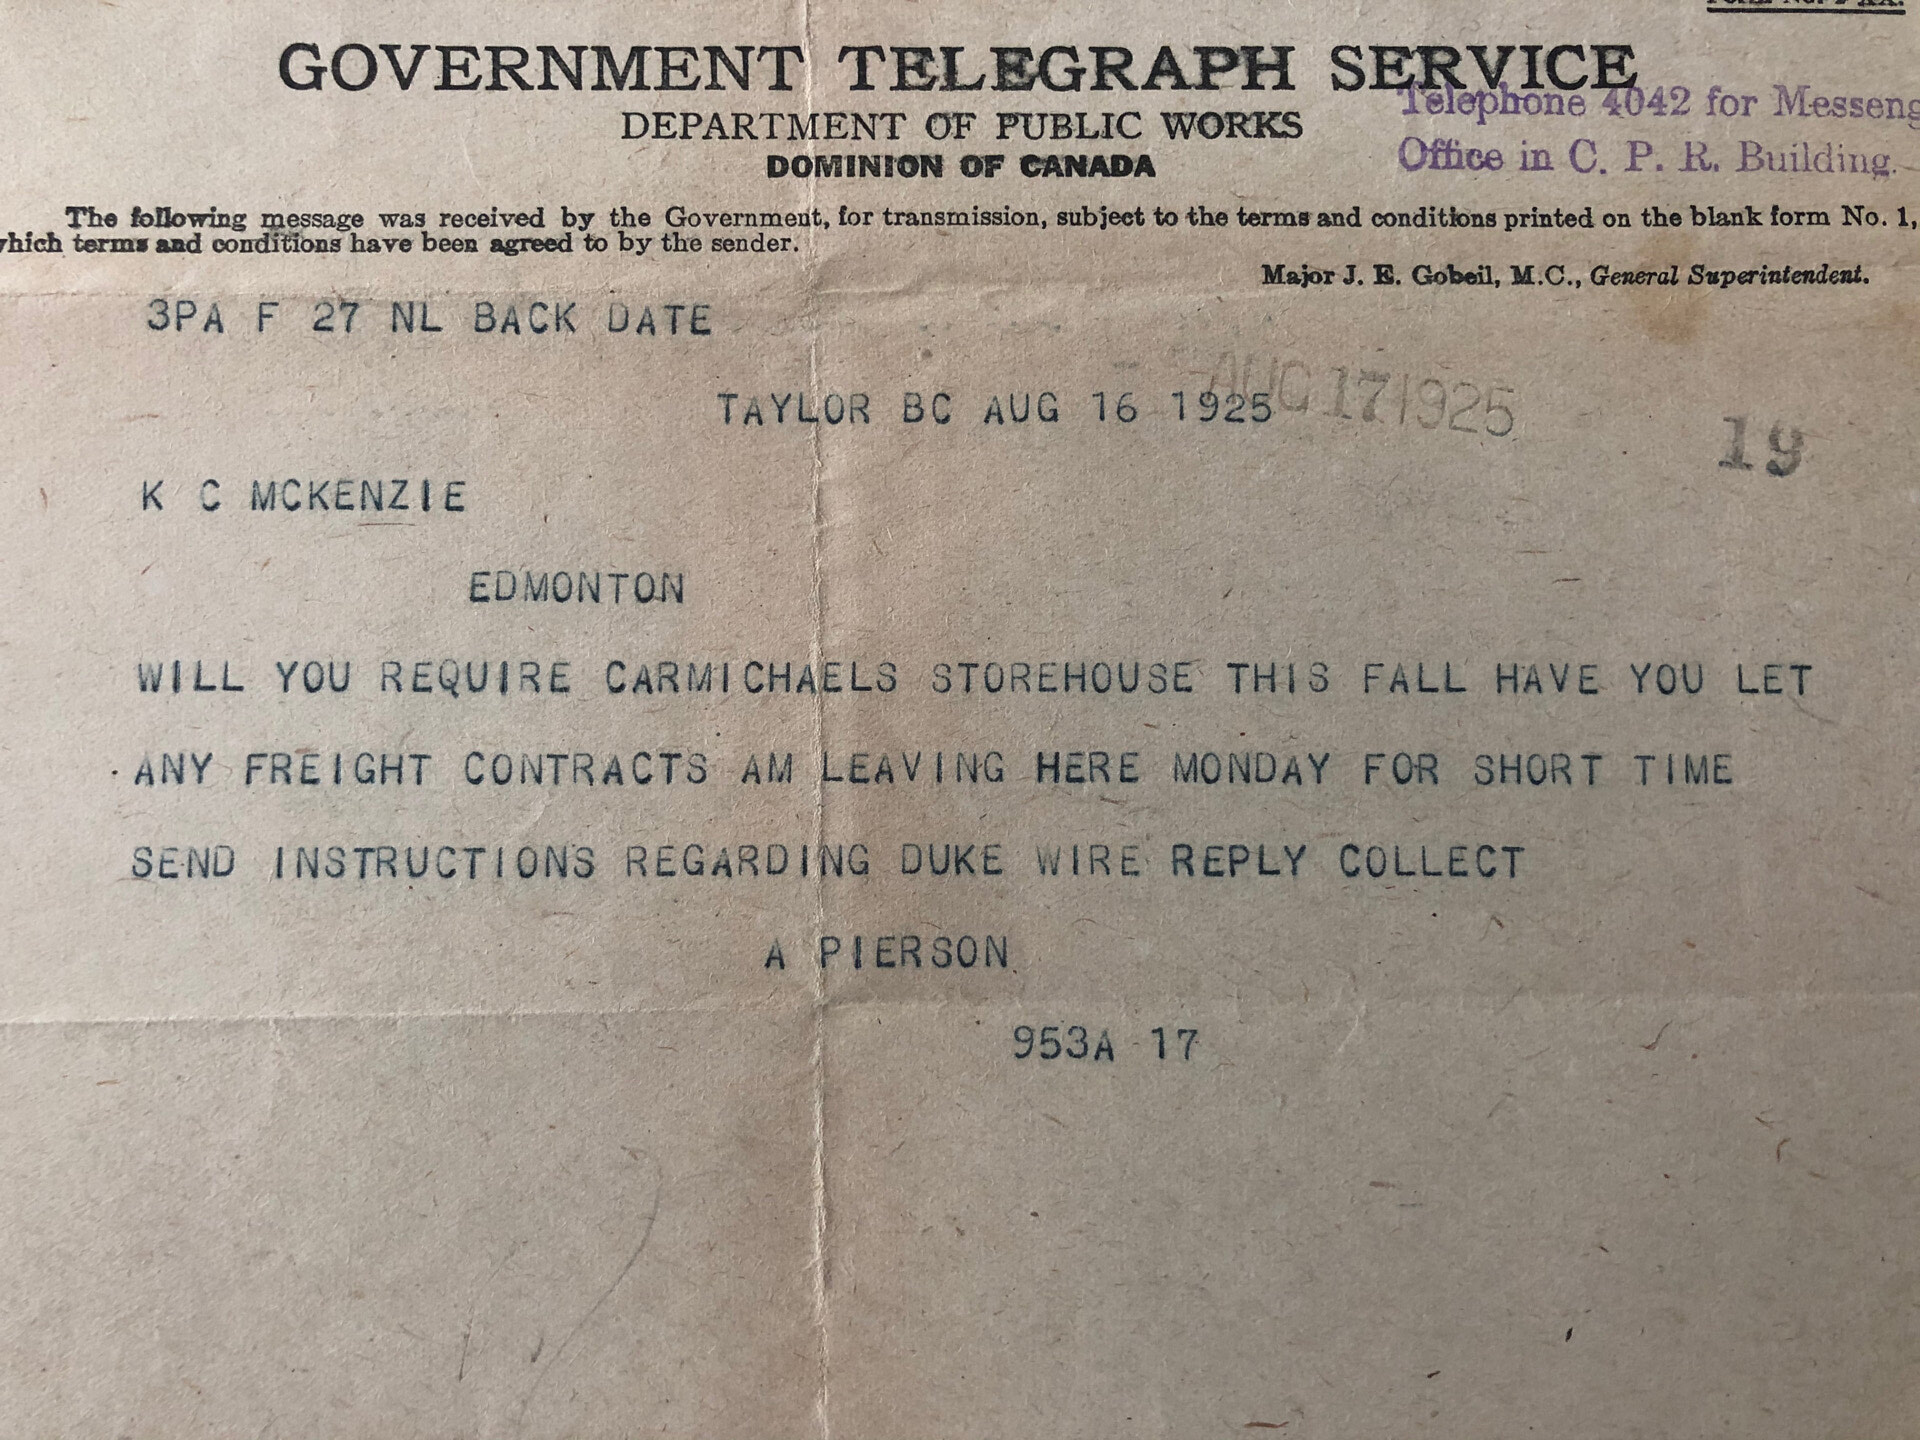 GOVERNMENT TELEGRAPH SERVICE
DEPARTMENT OF PUBLIC WORKS
DOMINION OF CANADA
Telephone 4042 for Messeng
Office in C. P. R. Building.
The following message was received by the Government, for transmission, subject to the terms and conditions printed on the blank form No. 1,
which terms and conditions have been agreed to by the sender.
Major J. E. Gobeil, M.C., General Superintendent.
3PA F 27 NL BACK DATE
TAYLOR BC AUG 16 1925
AUG 17 1925
19
K C MCKENZIE
EDMONTON
WILL YOU REQUIRE CARMICHAELS STOREHOUSE THIS FALL HAVE YOU LET
ANY FREIGHT CONTRACTS AM LEAVING HERE MONDAY FOR SHORT TIME
SEND INSTRUCTIONS REGARDING DUKE WIRE REPLY COLLECT
A PIERSON
953A 17